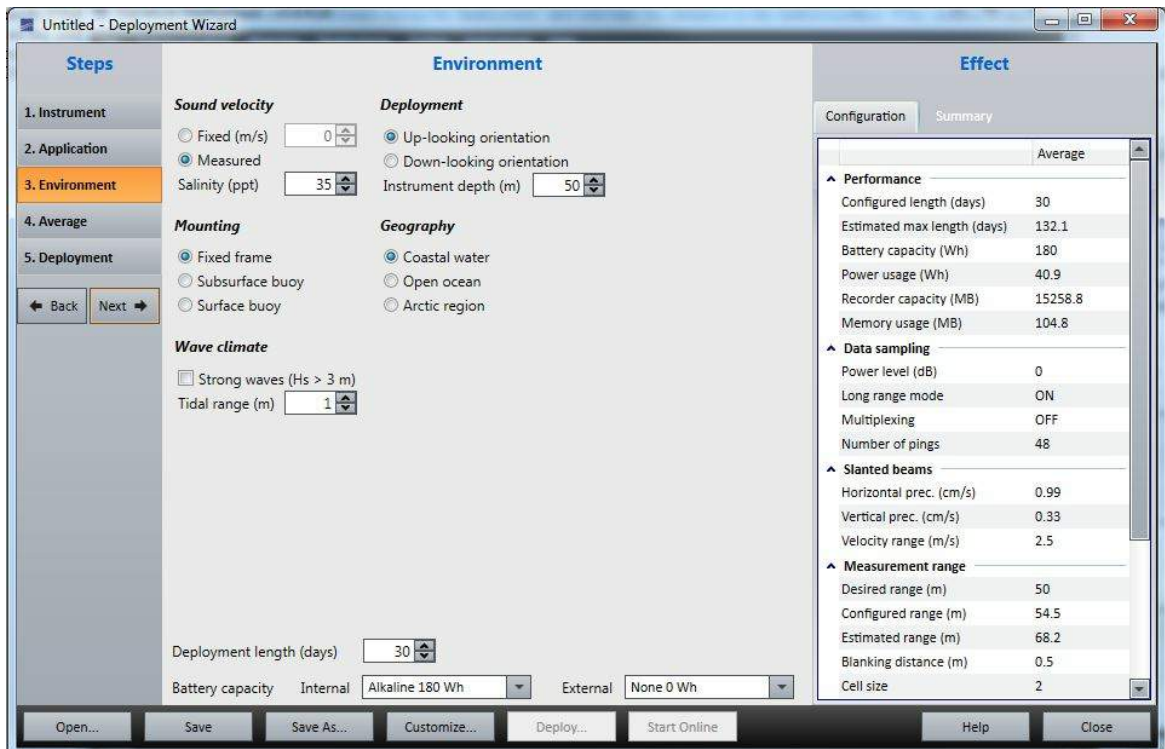 Untitled - Deployment Wizard
Steps
1. Instrument
2. Application
3. Environment
4. Average
5. Deployment
Back Next
Environment
Sound velocity
Fixed (m/s) 0
Measured
Salinity (ppt) 35
Deployment
Up-looking orientation
Down-looking orientation
Instrument depth (m) 50
Mounting
Fixed frame
Subsurface buoy
Surface buoy
Geography
Coastal water
Open ocean
Arctic region
Wave climate
Strong waves (Hs > 3 m)
Tidal range (m) 1
Deployment length (days) 30
Battery capacity Internal Alkaline 180 Wh External None 0 Wh
Effect
Configuration Summary
Average
Performance
Configured length (days) 30
Estimated max length (days) 132.1
Battery capacity (Wh) 180
Power usage (Wh) 40.9
Recorder capacity (MB) 15258.8
Memory usage (MB) 104.8
Data sampling
Power level (dB) 0
Long range mode ON
Multiplexing OFF
Number of pings 48
Slanted beams
Horizontal prec. (cm/s) 0.99
Vertical prec. (cm/s) 0.33
Velocity range (m/s) 2.5
Measurement range
Desired range (m) 50
Configured range (m) 54.5
Estimated range (m) 68.2
Blanking distance (m) 0.5
Cell size 2
Open... Save Save As... Customize... Deploy... Start Online Help Close